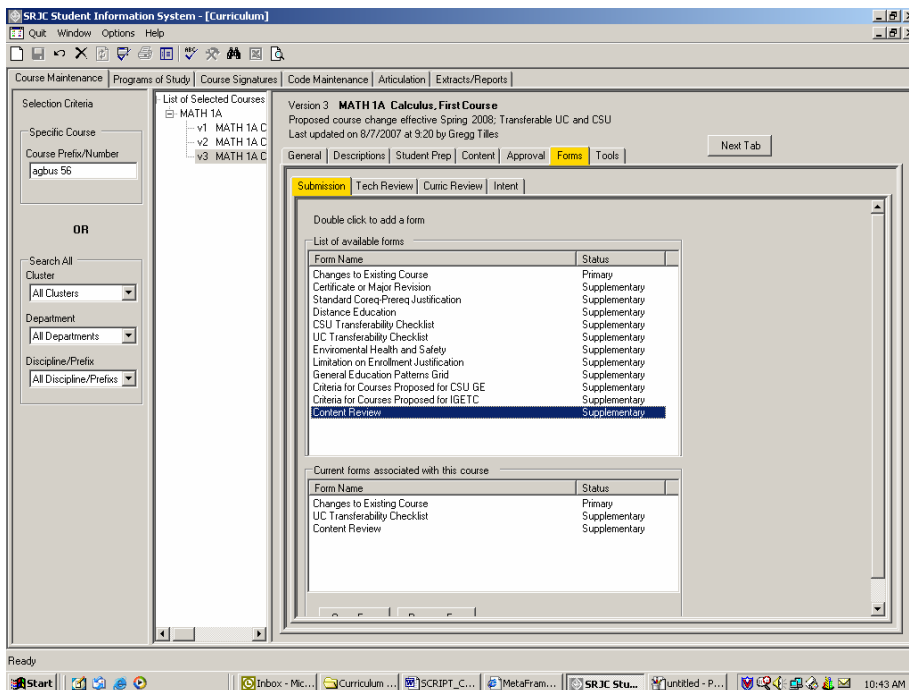 SRJC Student Information System - [Curriculum]
Quit Window Options Help
Course Maintenance Programs of Study Course Signatures Code Maintenance Articulation Extracts/Reports
Selection Criteria
Specific Course
Course Prefix/Number
agbus 56
OR
Search All
Cluster
All Clusters
Department
All Departments
Discipline/Prefix
All Discipline/Prefixs
List of Selected Courses
MATH 1A
v1 MATH 1A C
v2 MATH 1A C
v3 MATH 1A C
Version 3 MATH 1A Calculus, First Course
Proposed course change effective Spring 2008; Transferable UC and CSU
Last updated on 8/7/2007 at 9:20 by Gregg Tilles
Next Tab
General Descriptions Student Prep Content Approval Forms Tools
Submission Tech Review Curric Review Intent
Double click to add a form
List of available forms
Form Name Status
Changes to Existing Course Primary
Certificate or Major Revision Supplementary
Standard Coreq-Prereq Justification Supplementary
Distance Education Supplementary
CSU Transferability Checklist Supplementary
UC Transferability Checklist Supplementary
Enviromental Health and Safety Supplementary
Limitation on Enrollment Justification Supplementary
General Education Patterns Grid Supplementary
Criteria for Courses Proposed for CSU GE Supplementary
Criteria for Courses Proposed for IGETC Supplementary
Content Review Supplementary
Current forms associated with this course
Form Name Status
Changes to Existing Course Primary
UC Transferability Checklist Supplementary
Content Review Supplementary
Ready
Start Inbox - Mic... Curriculum ... SCRIPT_C... MetaFram... SRJC Stu... untitled - P... 10:43 AM